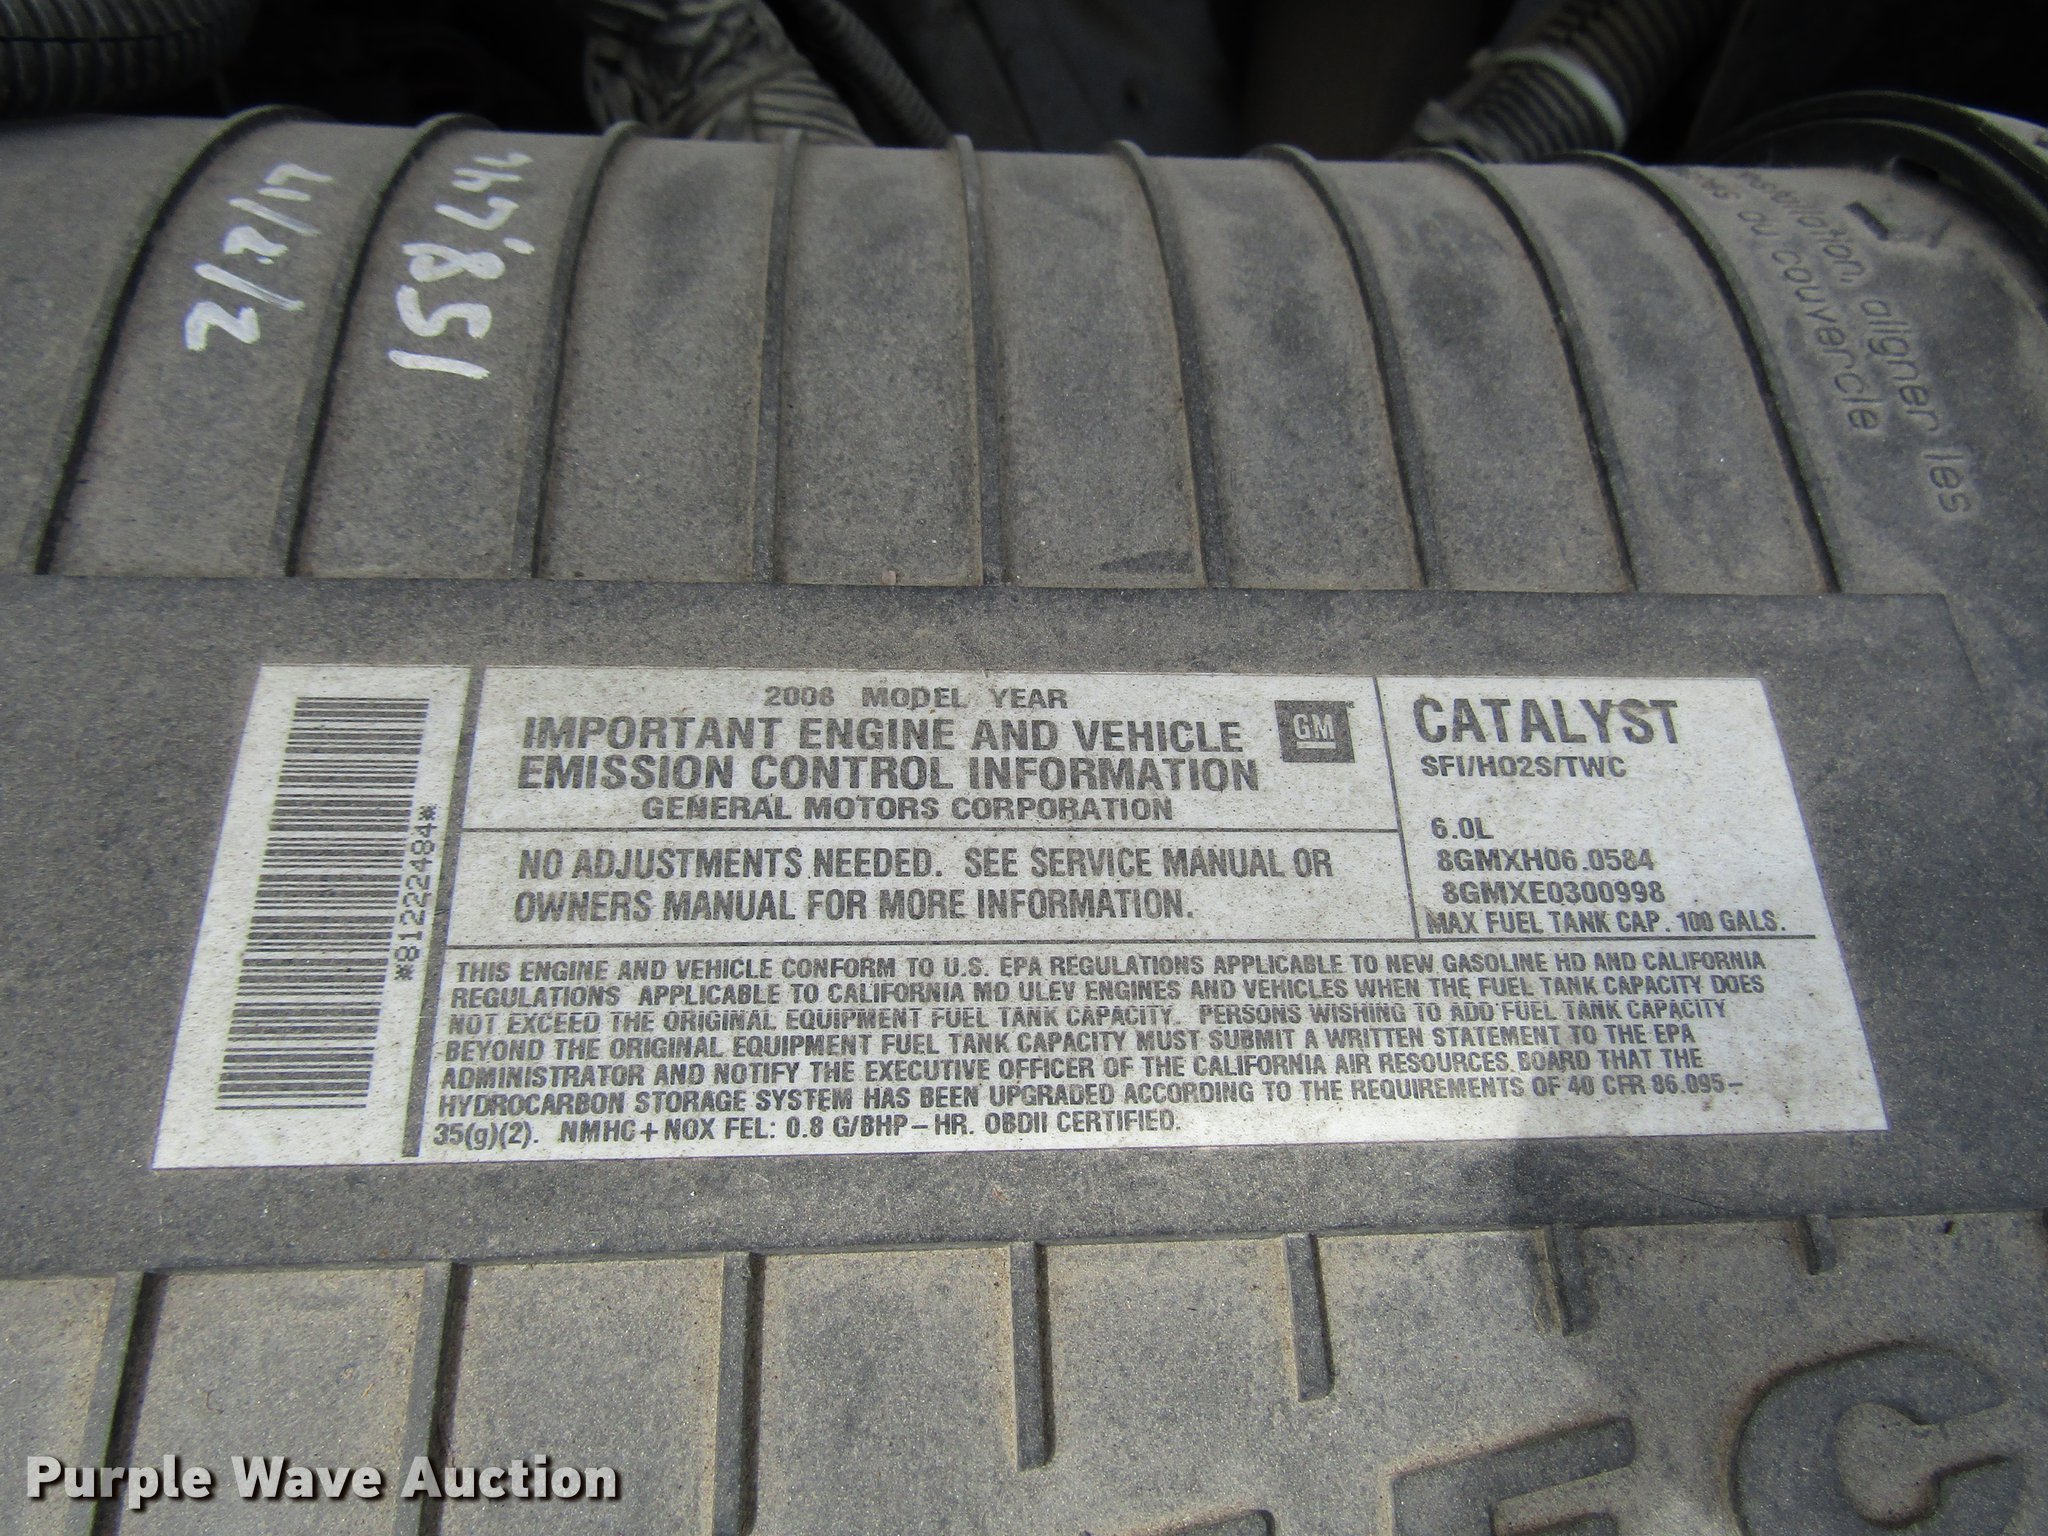 2/2/17
158,446
aligner les
couvercle
2008 MODEL YEAR
IMPORTANT ENGINE AND VEHICLE
EMISSION CONTROL INFORMATION
GENERAL MOTORS CORPORATION
GM
CATALYST
SFI/HO2S/TWC
6.0L
8GMXH06.0584
8GMXE0300998
MAX FUEL TANK CAP. 100 GALS.
NO ADJUSTMENTS NEEDED. SEE SERVICE MANUAL OR
OWNERS MANUAL FOR MORE INFORMATION.
*81222484*
THIS ENGINE AND VEHICLE CONFORM TO U.S. EPA REGULATIONS APPLICABLE TO NEW GASOLINE HD AND CALIFORNIA
REGULATIONS APPLICABLE TO CALIFORNIA MD ULEV ENGINES AND VEHICLES WHEN THE FUEL TANK CAPACITY DOES
NOT EXCEED THE ORIGINAL EQUIPMENT FUEL TANK CAPACITY. PERSONS WISHING TO ADD FUEL TANK CAPACITY
BEYOND THE ORIGINAL EQUIPMENT FUEL TANK CAPACITY MUST SUBMIT A WRITTEN STATEMENT TO THE EPA
ADMINISTRATOR AND NOTIFY THE EXECUTIVE OFFICER OF THE CALIFORNIA AIR RESOURCES BOARD THAT THE
HYDROCARBON STORAGE SYSTEM HAS BEEN UPGRADED ACCORDING TO THE REQUIREMENTS OF 40 CFR 86.095-
35(g)(2). NMHC+NOX FEL: 0.8 G/BHP-HR. OBDII CERTIFIED.
Purple Wave Auction